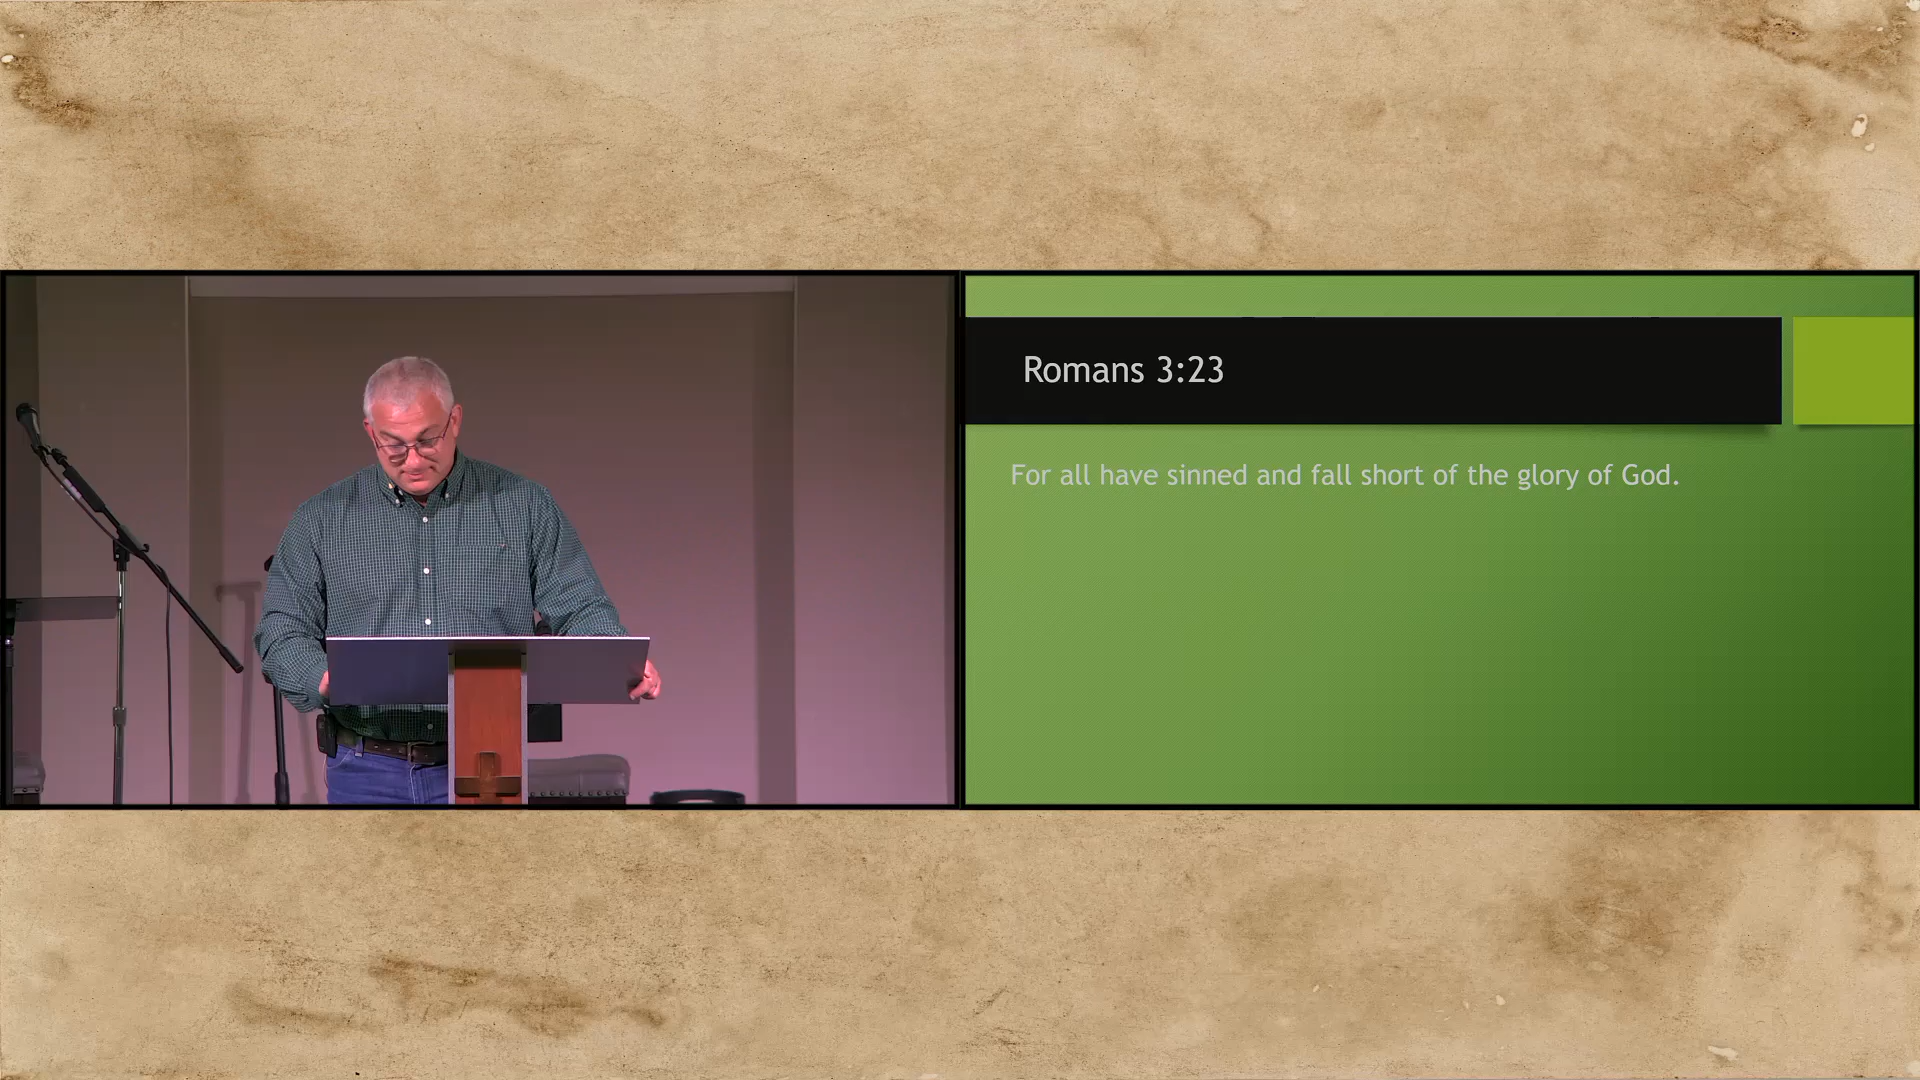 Romans 3:23
For all have sinned and fall short of the glory of God.